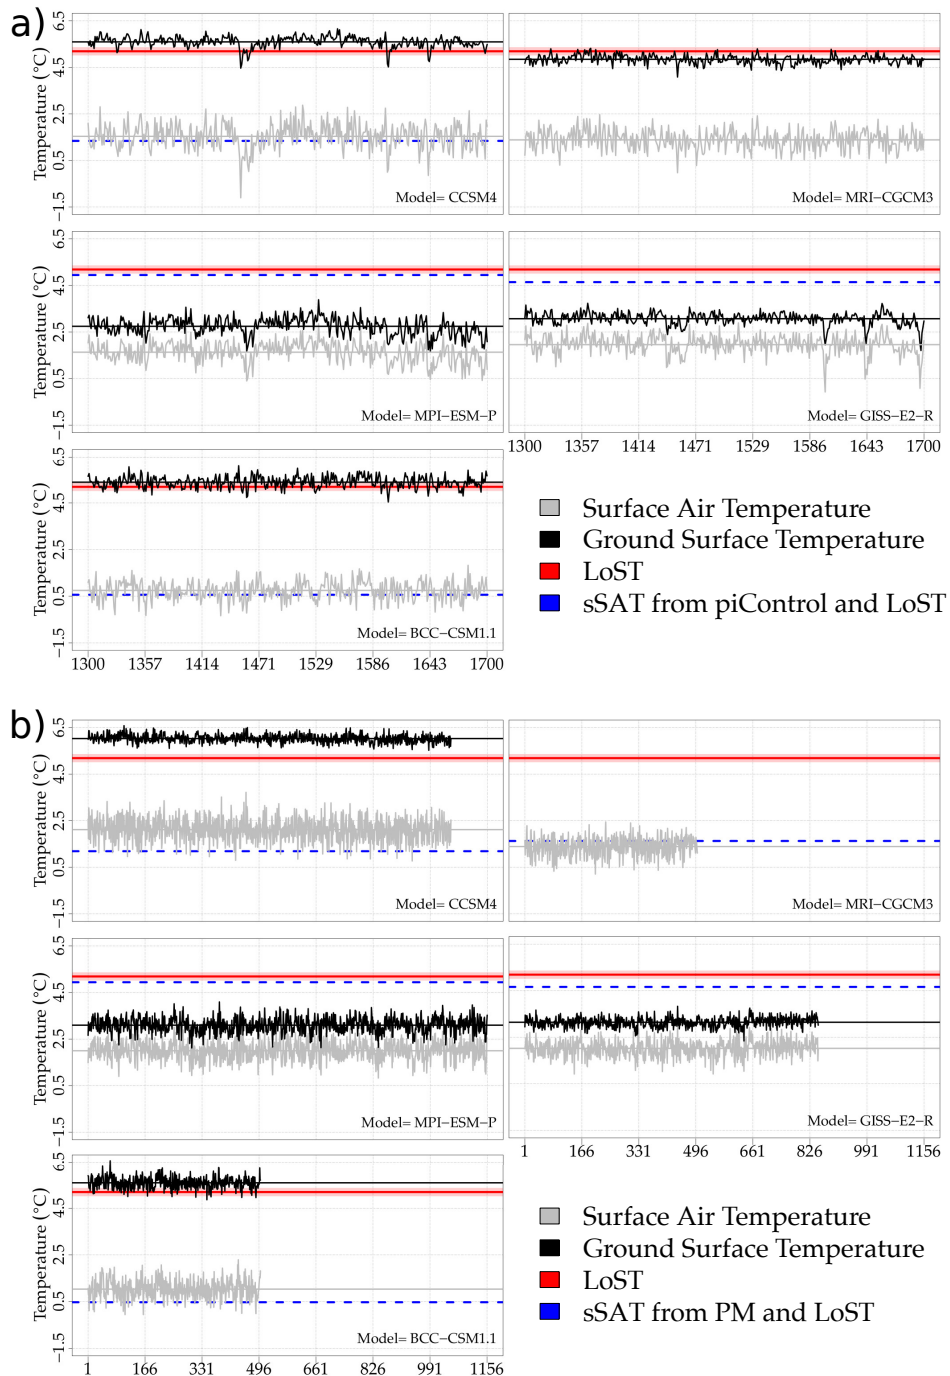 a)
Temperature (°C)
6.5
4.5
2.5
0.5
−1.5
Model= CCSM4
Model= MRI−CGCM3
Temperature (°C)
6.5
4.5
2.5
0.5
−1.5
Model= MPI−ESM−P
Model= GISS−E2−R
1300 1357 1414 1471 1529 1586 1643 1700
Temperature (°C)
6.5
4.5
2.5
0.5
−1.5
Model= BCC−CSM1.1
1300 1357 1414 1471 1529 1586 1643 1700
Surface Air Temperature
Ground Surface Temperature
LoST
sSAT from piControl and LoST
b)
Temperature (°C)
6.5
4.5
2.5
0.5
−1.5
Model= CCSM4
Model= MRI−CGCM3
Temperature (°C)
6.5
4.5
2.5
0.5
−1.5
Model= MPI−ESM−P
Model= GISS−E2−R
1 166 331 496 661 826 991 1156
Temperature (°C)
6.5
4.5
2.5
0.5
−1.5
Model= BCC−CSM1.1
1 166 331 496 661 826 991 1156
Surface Air Temperature
Ground Surface Temperature
LoST
sSAT from PM and LoST